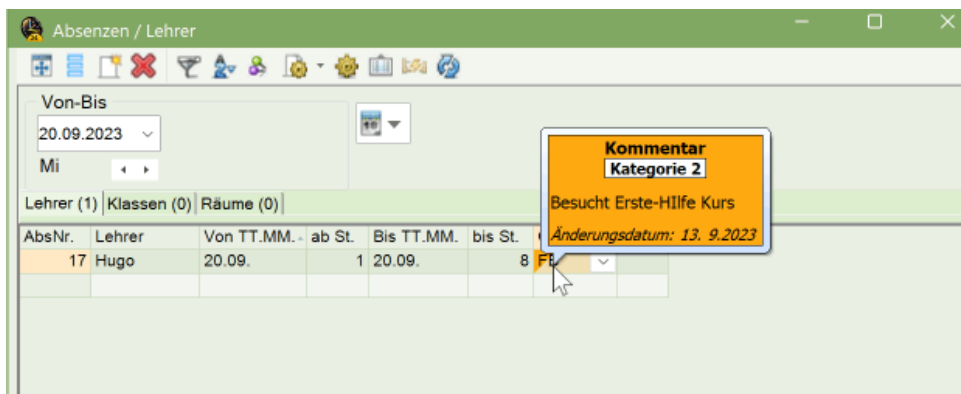 Absenzen / Lehrer
Von-Bis
20.09.2023
Mi
Kommentar
Kategorie 2
Besucht Erste-HIlfe Kurs
Änderungsdatum: 13. 9.2023
Lehrer (1) Klassen (0) Räume (0)
AbsNr. Lehrer Von TT.MM. ab St. Bis TT.MM. bis St.
17 Hugo 20.09. 1 20.09. 8